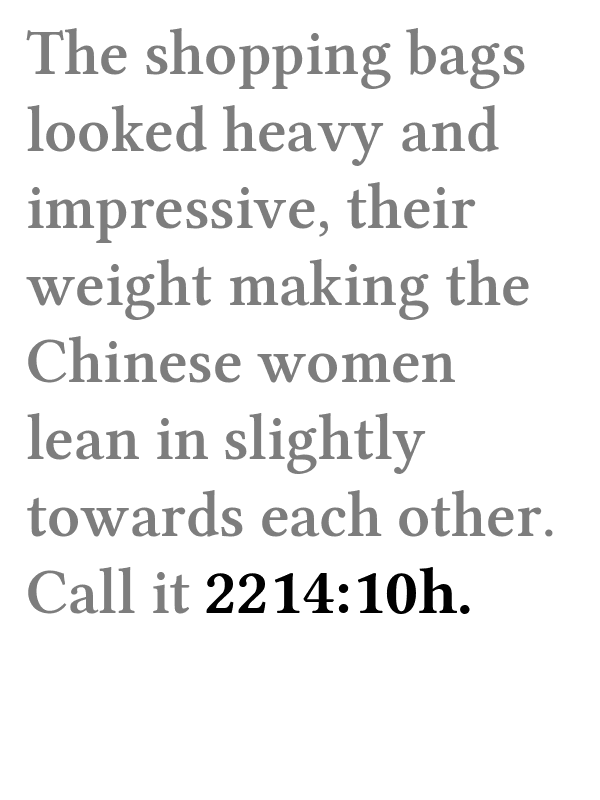 The shopping bags
looked heavy and
impressive, their
weight making the
Chinese women
lean in slightly
towards each other.
Call it 2214:10h.